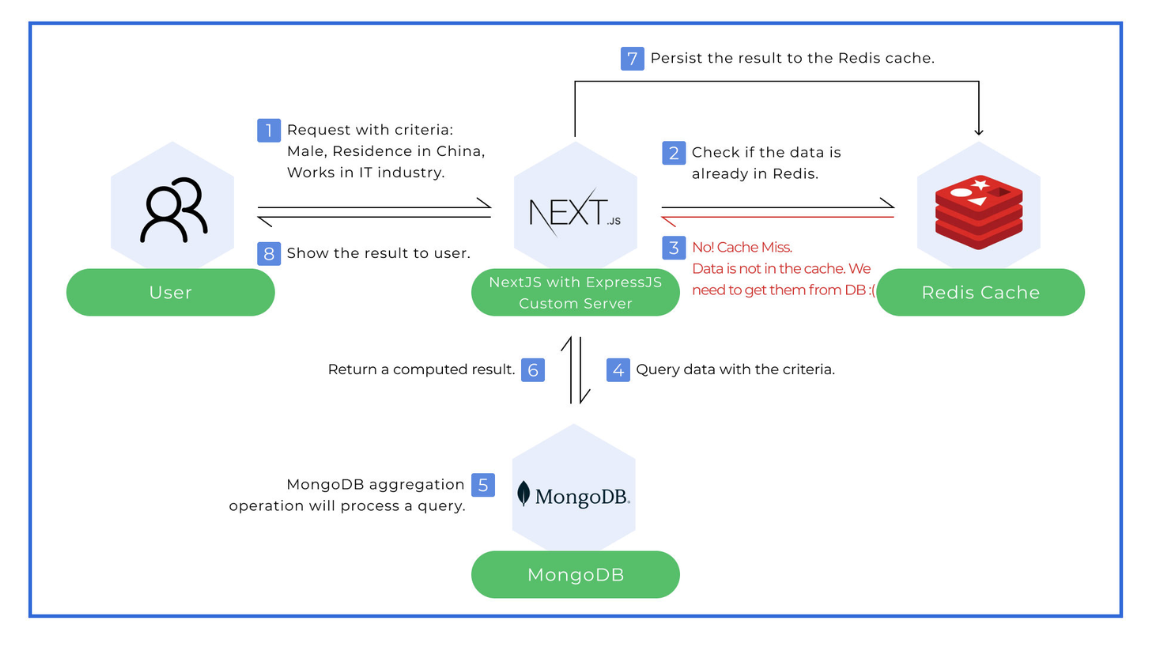 7 Persist the result to the Redis cache.
1 Request with criteria:
Male, Residence in China,
Works in IT industry.
2 Check if the data is
already in Redis.
NEXT.JS
8 Show the result to user.
3 No! Cache Miss.
Data is not in the cache. We
need to get them from DB :(
User
NextJS with ExpressJS
Custom Server
Redis Cache
Return a computed result. 6
4 Query data with the criteria.
MongoDB aggregation 5
operation will process a query.
MongoDB.
MongoDB